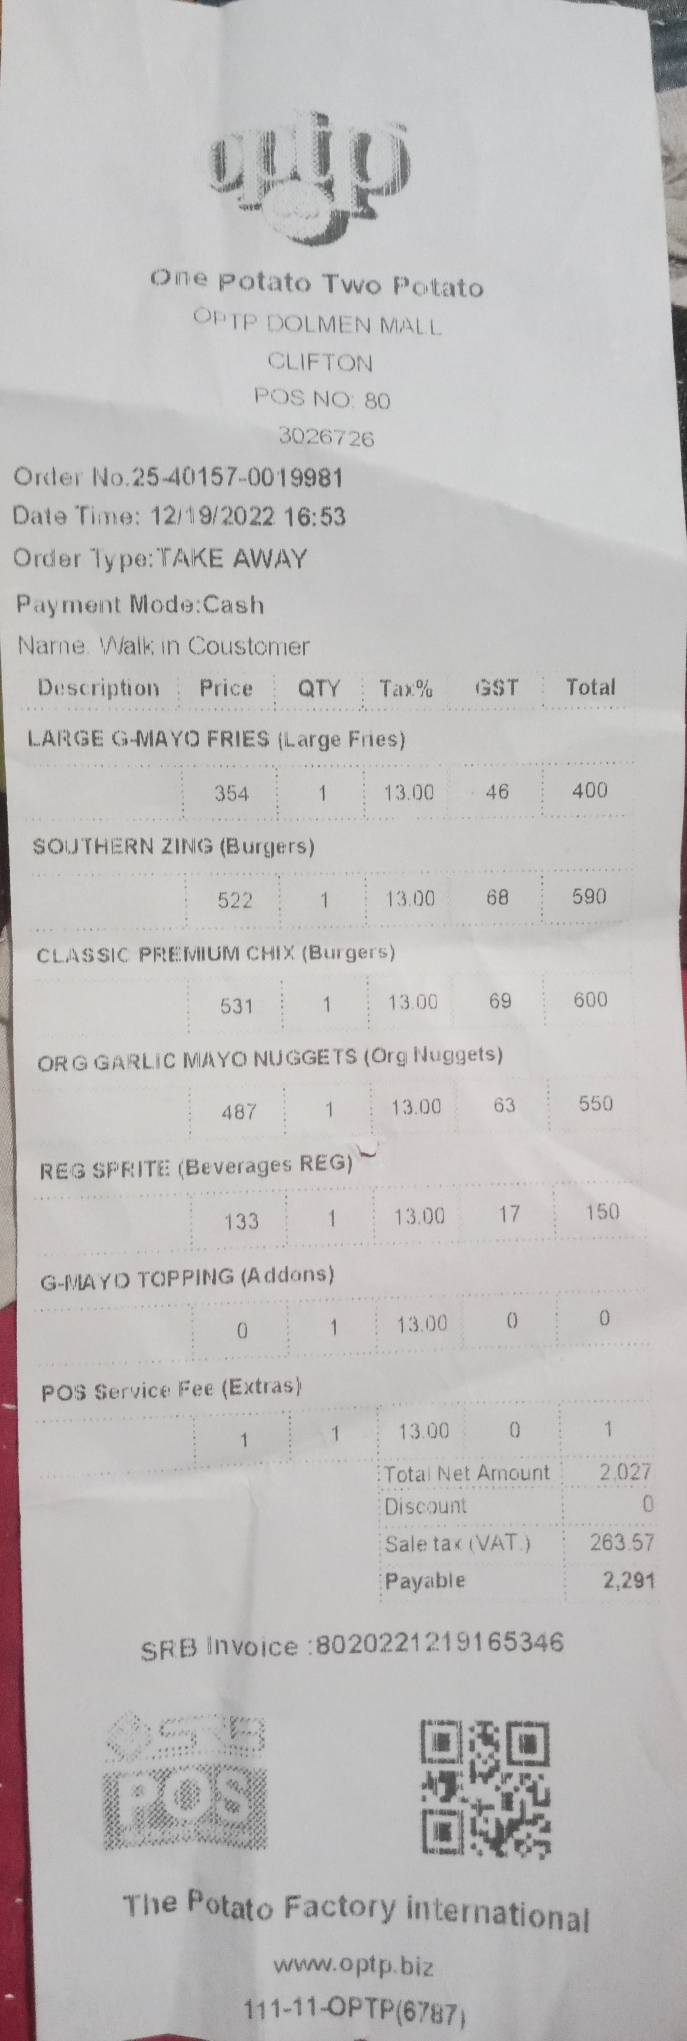 optp
One Potato Two Potato
OPTP DOLMEN MALL
CLIFTON
POS NO: 80
3026726
Order No.25-40157-0019981
Date Time: 12/19/2022 16:53
Order Type:TAKE AWAY
Payment Mode:Cash
Name: Walk in Coustomer
Description Price QTY Tax% GST Total
LARGE G-MAYO FRIES (Large Fries)
354 1 13.00 46 400
SOUTHERN ZING (Burgers)
522 1 13.00 68 590
CLASSIC PREMIUM CHIX (Burgers)
531 1 13.00 69 600
ORG GARLIC MAYO NUGGETS (Org Nuggets)
487 1 13.00 63 550
REG SPRITE (Beverages REG)
133 1 13.00 17 150
G-MAYO TOPPING (Addons)
0 1 13.00 0 0
POS Service Fee (Extras)
1 1 13.00 0 1
Total Net Amount 2,027
Discount 0
Sale tax (VAT.) 263.57
Payable 2,291
SRB Invoice :8020221219165346
SRB
POS
The Potato Factory international
www.optp.biz
111-11-OPTP(6787)